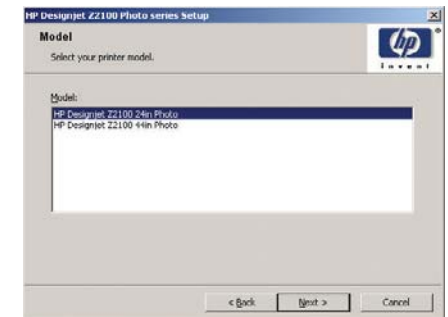 HP Designjet Z2100 Photo series Setup
Model
Select your printer model.
hp
invent
Model:
HP Designjet Z2100 24in Photo
HP Designjet Z2100 44in Photo
< Back
Next >
Cancel